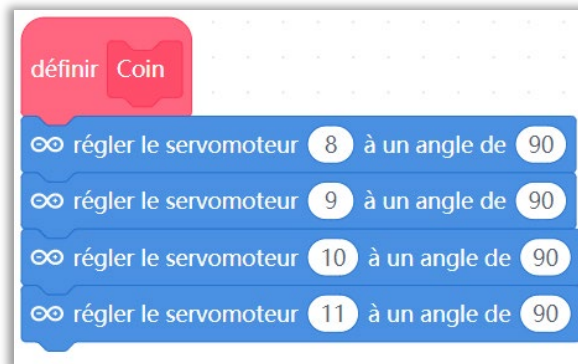 définir Coin
régler le servomoteur 8 à un angle de 90
régler le servomoteur 9 à un angle de 90
régler le servomoteur 10 à un angle de 90
régler le servomoteur 11 à un angle de 90